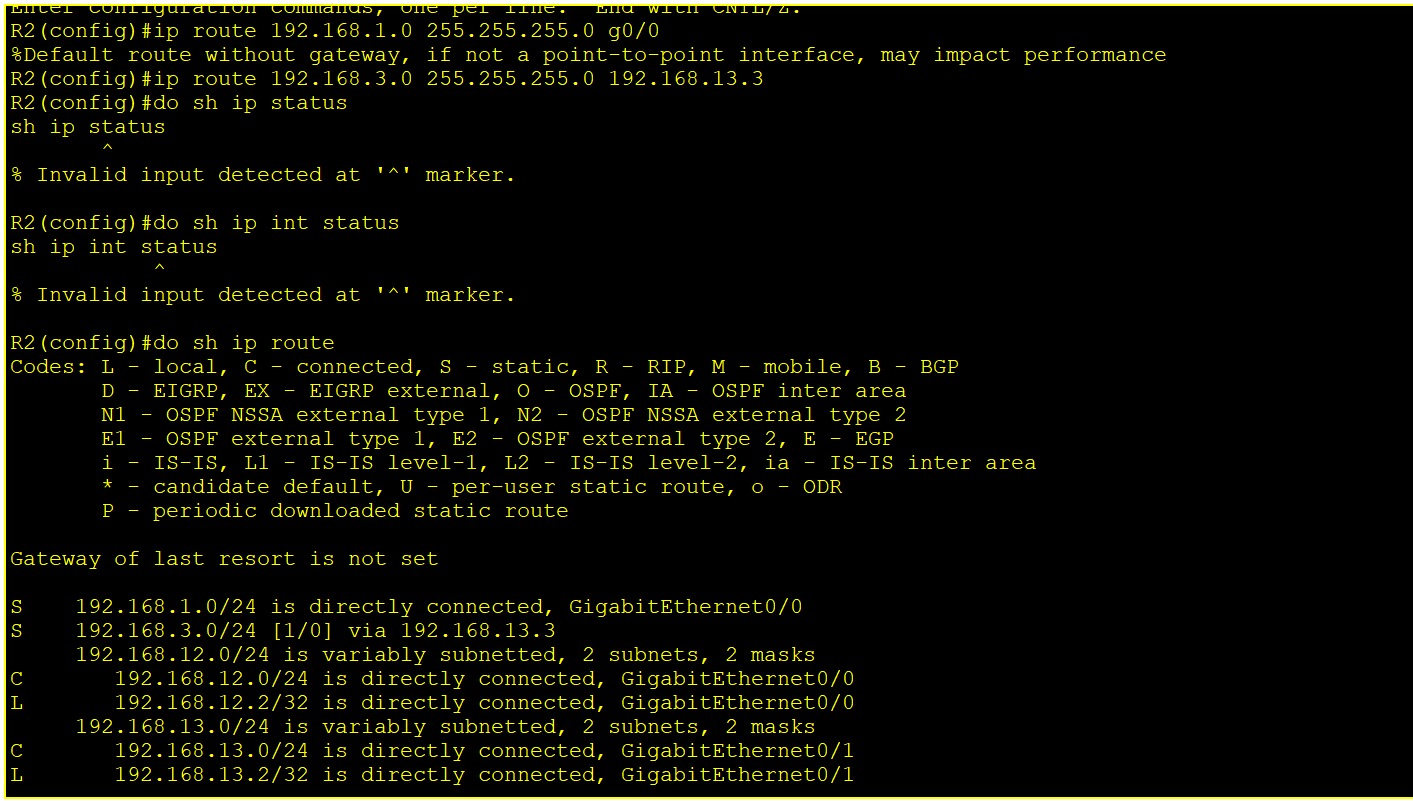 Enter configuration commands, one per line. End with CNTL/Z.
R2(config)#ip route 192.168.1.0 255.255.255.0 g0/0
%Default route without gateway, if not a point-to-point interface, may impact performance
R2(config)#ip route 192.168.3.0 255.255.255.0 192.168.13.3
R2(config)#do sh ip status
sh ip status
       ^
% Invalid input detected at '^' marker.

R2(config)#do sh ip int status
sh ip int status
           ^
% Invalid input detected at '^' marker.

R2(config)#do sh ip route
Codes: L - local, C - connected, S - static, R - RIP, M - mobile, B - BGP
       D - EIGRP, EX - EIGRP external, O - OSPF, IA - OSPF inter area
       N1 - OSPF NSSA external type 1, N2 - OSPF NSSA external type 2
       E1 - OSPF external type 1, E2 - OSPF external type 2, E - EGP
       i - IS-IS, L1 - IS-IS level-1, L2 - IS-IS level-2, ia - IS-IS inter area
       * - candidate default, U - per-user static route, o - ODR
       P - periodic downloaded static route

Gateway of last resort is not set

S    192.168.1.0/24 is directly connected, GigabitEthernet0/0
S    192.168.3.0/24 [1/0] via 192.168.13.3
     192.168.12.0/24 is variably subnetted, 2 subnets, 2 masks
C       192.168.12.0/24 is directly connected, GigabitEthernet0/0
L       192.168.12.2/32 is directly connected, GigabitEthernet0/0
     192.168.13.0/24 is variably subnetted, 2 subnets, 2 masks
C       192.168.13.0/24 is directly connected, GigabitEthernet0/1
L       192.168.13.2/32 is directly connected, GigabitEthernet0/1